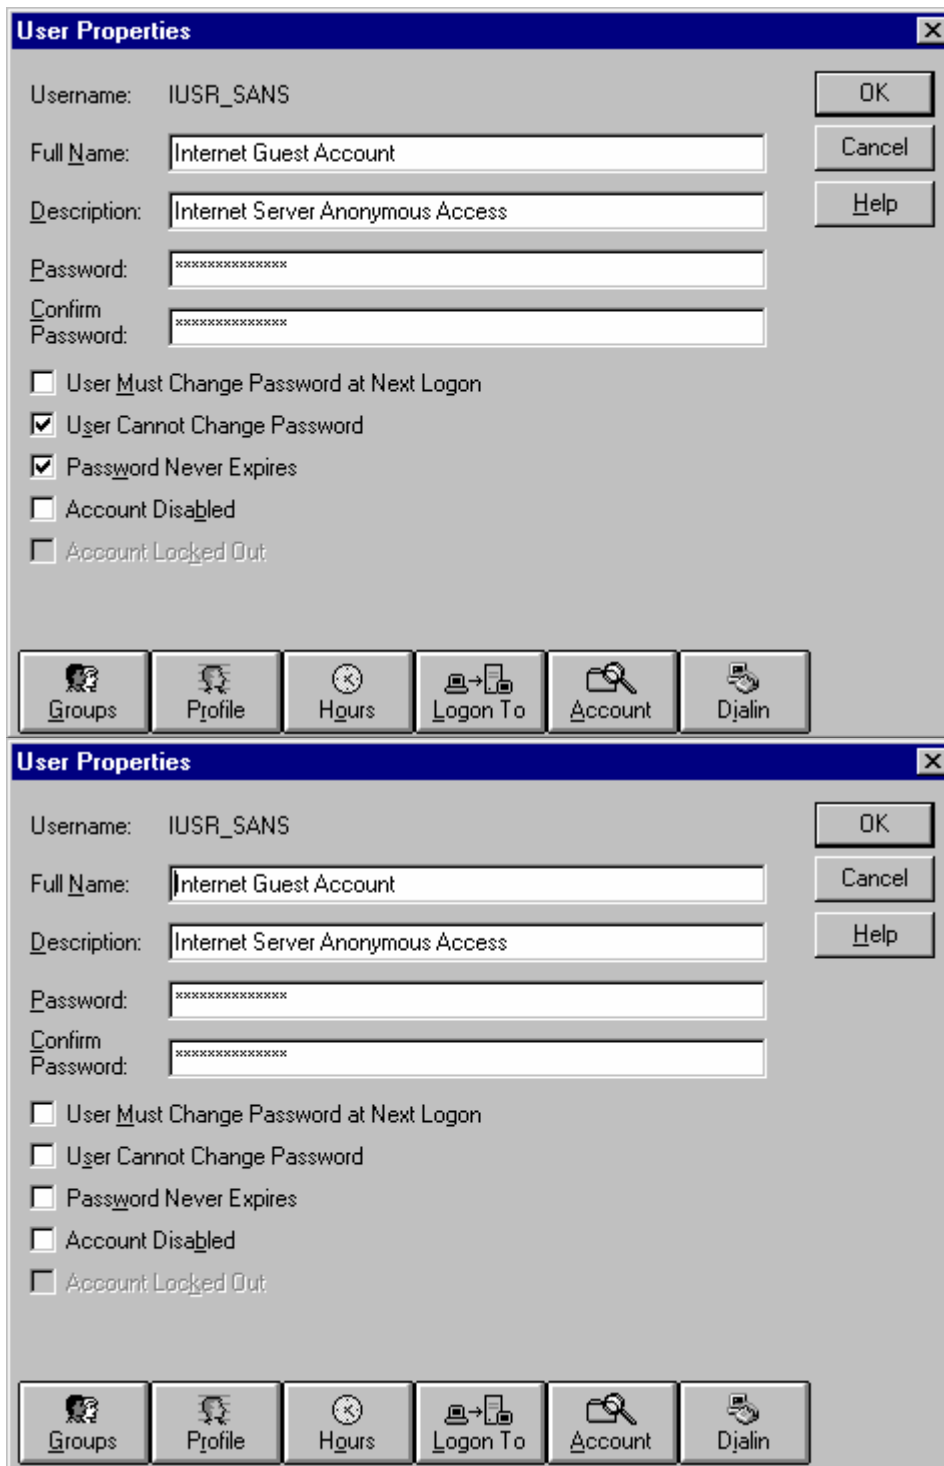 User Properties
Username: IUSR_SANS
OK
Full Name: Internet Guest Account
Cancel
Description: Internet Server Anonymous Access
Help
Password: **************
Confirm
Password: **************
User Must Change Password at Next Logon
User Cannot Change Password
Password Never Expires
Account Disabled
Account Locked Out
Groups Profile Hours Logon To Account Dialin
User Properties
Username: IUSR_SANS
OK
Full Name: Internet Guest Account
Cancel
Description: Internet Server Anonymous Access
Help
Password: **************
Confirm
Password: **************
User Must Change Password at Next Logon
User Cannot Change Password
Password Never Expires
Account Disabled
Account Locked Out
Groups Profile Hours Logon To Account Dialin